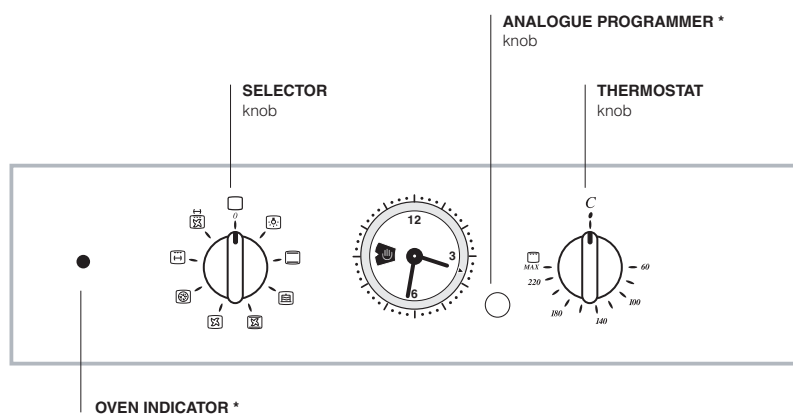 ANALOGUE PROGRAMMER *
knob
SELECTOR
knob
THERMOSTAT
knob
0
12
3
6
C
MAX
60
220
100
180
140
OVEN INDICATOR *